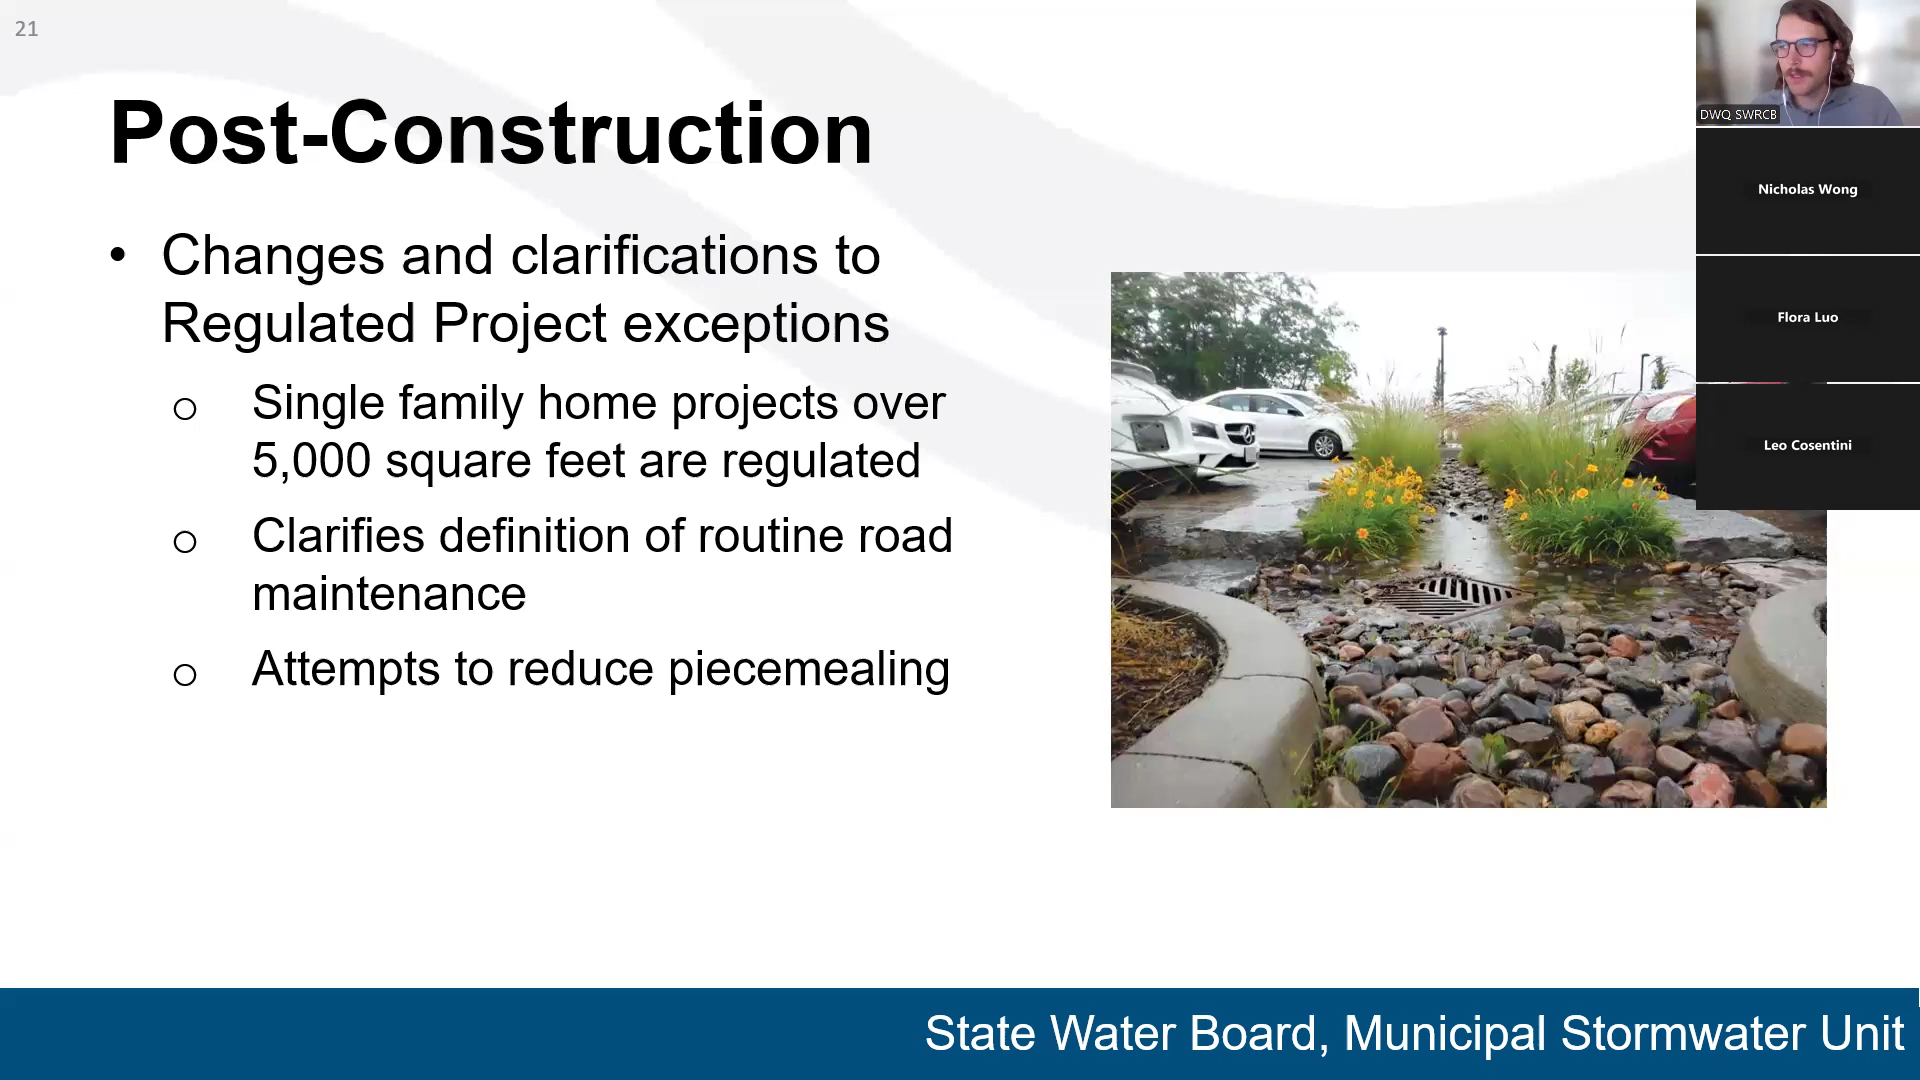 21
Post-Construction
• Changes and clarifications to
Regulated Project exceptions
o Single family home projects over
5,000 square feet are regulated
o Clarifies definition of routine road
maintenance
o Attempts to reduce piecemealing
DWQ SWRCB
Nicholas Wong
Flora Luo
Leo Cosentini
State Water Board, Municipal Stormwater Unit